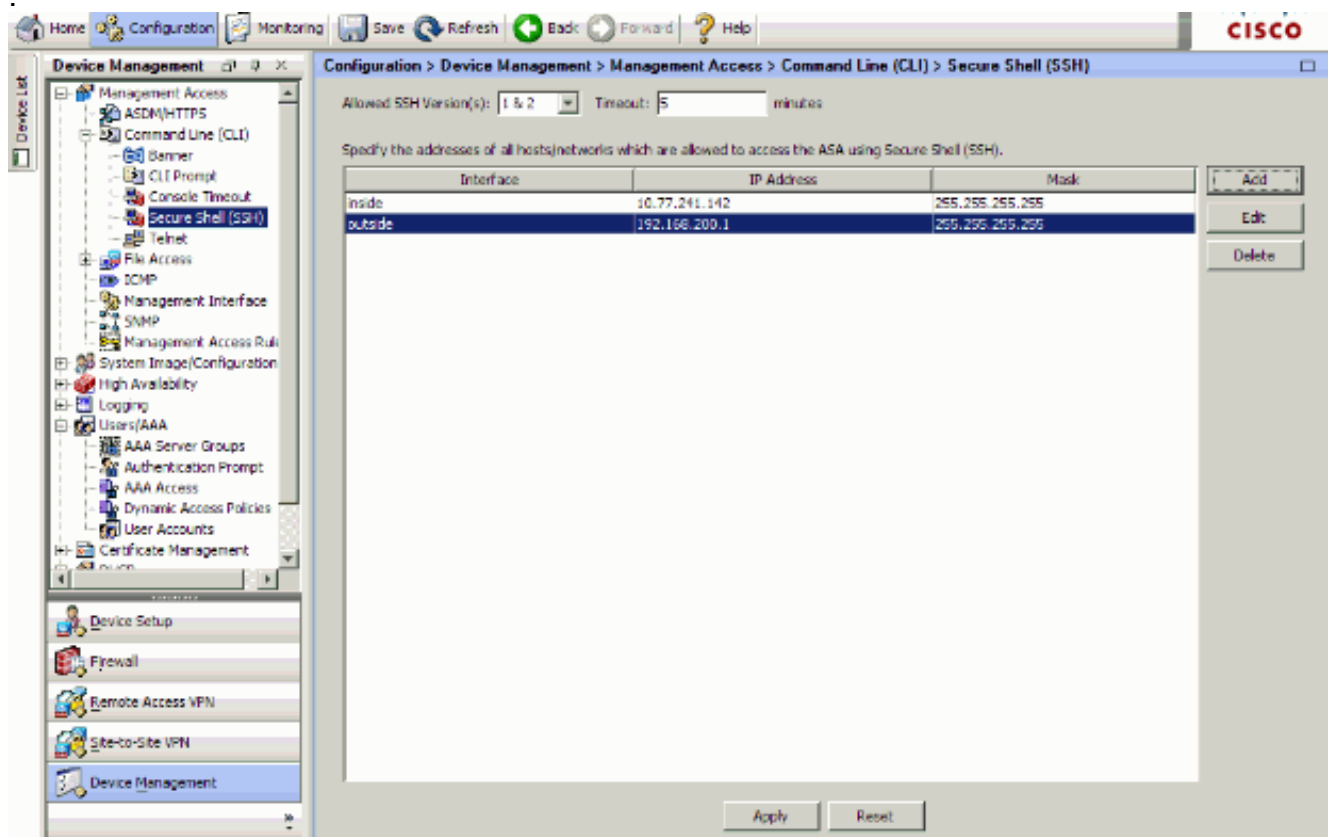 Home Configuration Monitoring Save Refresh Back Forward Help
CISCO
Device List
Device Management
Configuration > Device Management > Management Access > Command Line (CLI) > Secure Shell (SSH)
Management Access
ASDM/HTTPS
Command Line (CLI)
Banner
CLI Prompt
Console Timeout
Secure Shell (SSH)
Telnet
File Access
ICMP
Management Interface
SNMP
Management Access Rule
System Image/Configuration
High Availability
Logging
Users/AAA
AAA Server Groups
Authentication Prompt
AAA Access
Dynamic Access Policies
User Accounts
Certificate Management
Device Setup
Firewall
Remote Access VPN
Site-to-Site VPN
Device Management
Allowed SSH Version(s): 1 & 2 Timeout: 5 minutes
Specify the addresses of all hosts/networks which are allowed to access the ASA using Secure Shell (SSH).
Interface IP Address Mask
inside 10.77.241.142 255.255.255.255
outside 192.168.200.1 255.255.255.255
Add
Edit
Delete
Apply Reset